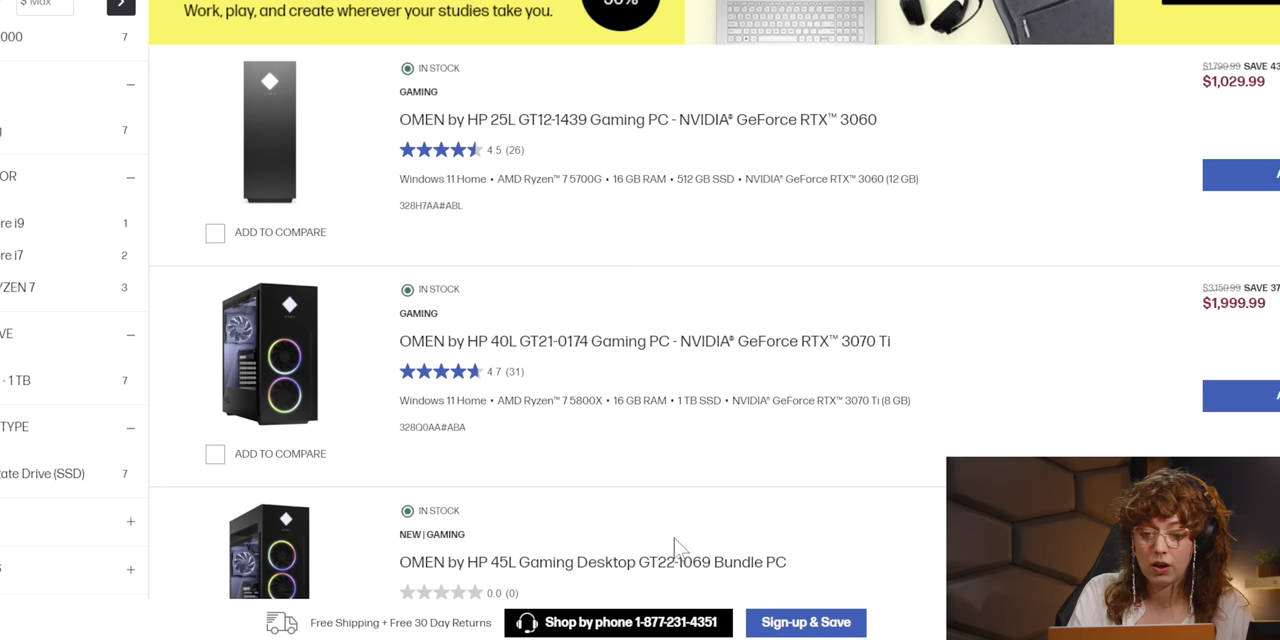 $ Max
Work, play, and create wherever your studies take you.
000
7
IN STOCK
$1,799.99 SAVE 43
GAMING
$1,029.99
OMEN by HP 25L GT12-1439 Gaming PC - NVIDIA® GeForce RTX™ 3060
7
4.5 (26)
OR
Windows 11 Home • AMD Ryzen™ 7 5700G • 16 GB RAM • 512 GB SSD • NVIDIA® GeForce RTX™ 3060 (12 GB)
328H7AA#ABL
re i9
1
ADD TO COMPARE
re i7
2
YZEN 7
3
IN STOCK
$3,159.99 SAVE 37
GAMING
$1,999.99
VE
OMEN by HP 40L GT21-0174 Gaming PC - NVIDIA® GeForce RTX™ 3070 Ti
4.7 (31)
- 1 TB
7
Windows 11 Home • AMD Ryzen™ 7 5800X • 16 GB RAM • 1 TB SSD • NVIDIA® GeForce RTX™ 3070 Ti (8 GB)
TYPE
328Q0AA#ABA
ADD TO COMPARE
tate Drive (SSD)
7
IN STOCK
NEW | GAMING
OMEN by HP 45L Gaming Desktop GT22-1069 Bundle PC
0.0 (0)
Free Shipping + Free 30 Day Returns
Shop by phone 1-877-231-4351
Sign-up & Save